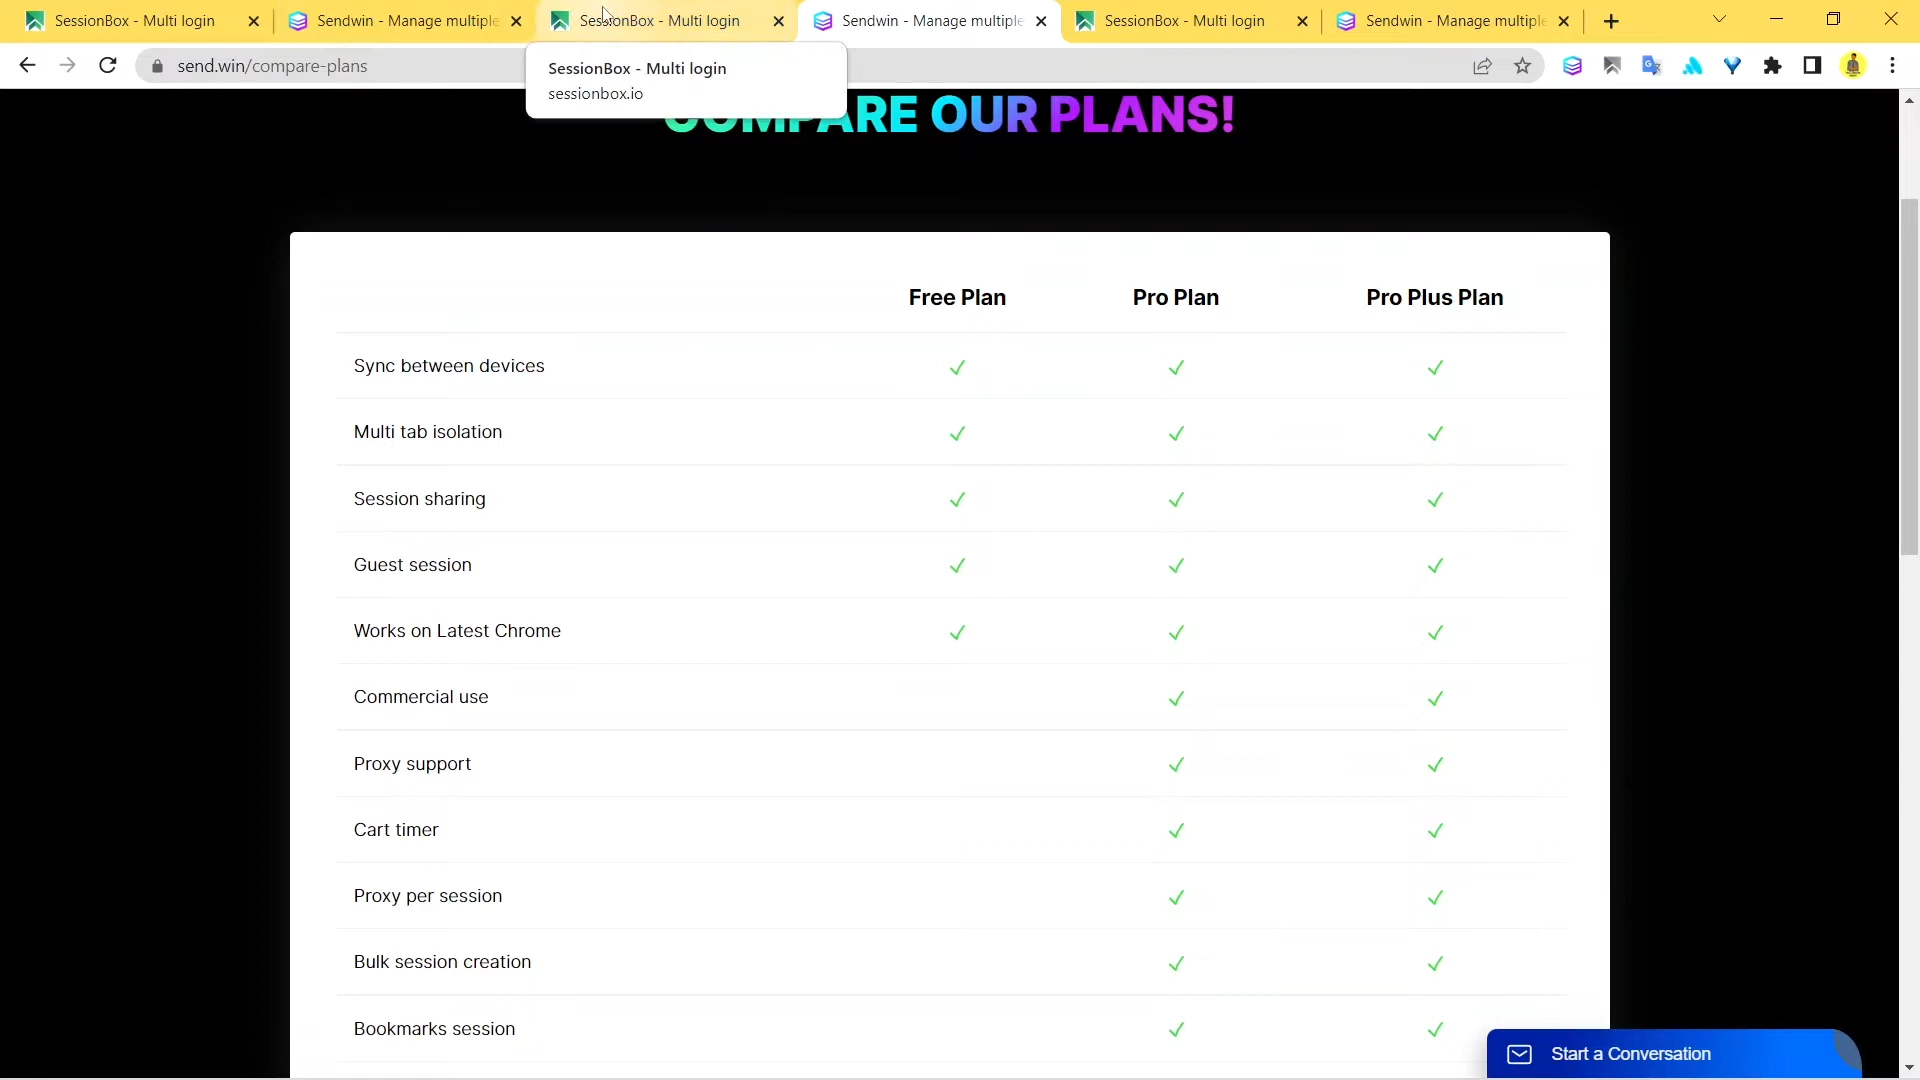 SessionBox - Multi login
Sendwin - Manage multiple
SessionBox - Multi login
Sendwin - Manage multiple
SessionBox - Multi login
Sendwin - Manage multiple
send.win/compare-plans
SessionBox - Multi login
sessionbox.io
COMPARE OUR PLANS!
Free Plan Pro Plan Pro Plus Plan
Sync between devices
Multi tab isolation
Session sharing
Guest session
Works on Latest Chrome
Commercial use
Proxy support
Cart timer
Proxy per session
Bulk session creation
Bookmarks session
Start a Conversation